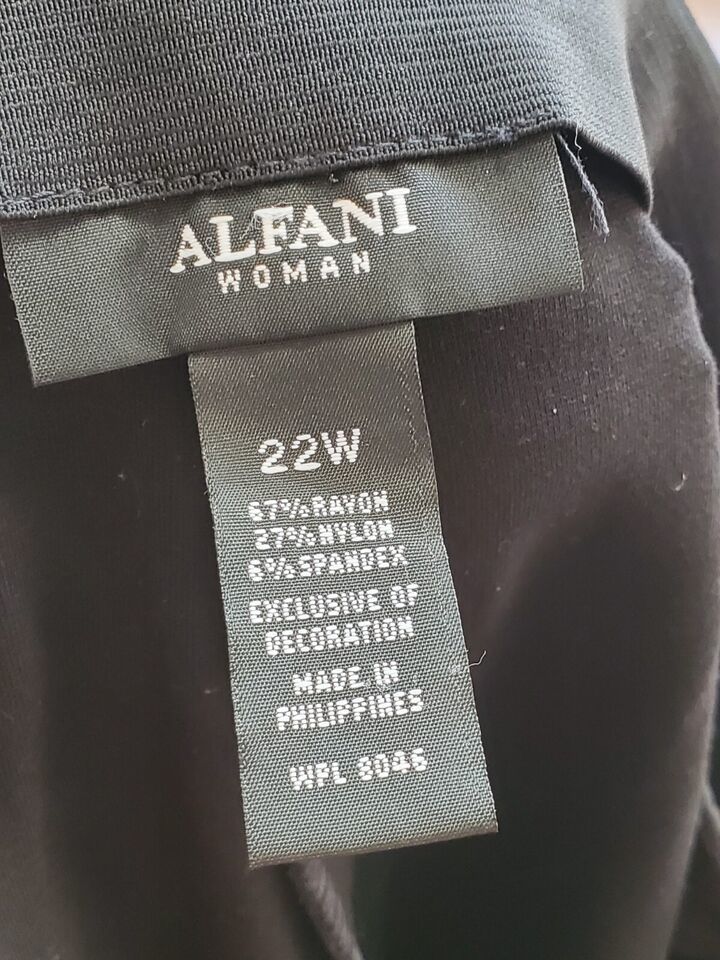 ALFANI
WOMAN
22W
67% RAYON
27% NYLON
6% SPANDEX
EXCLUSIVE OF
DECORATION
MADE IN
PHILIPPINES
WPL 8046